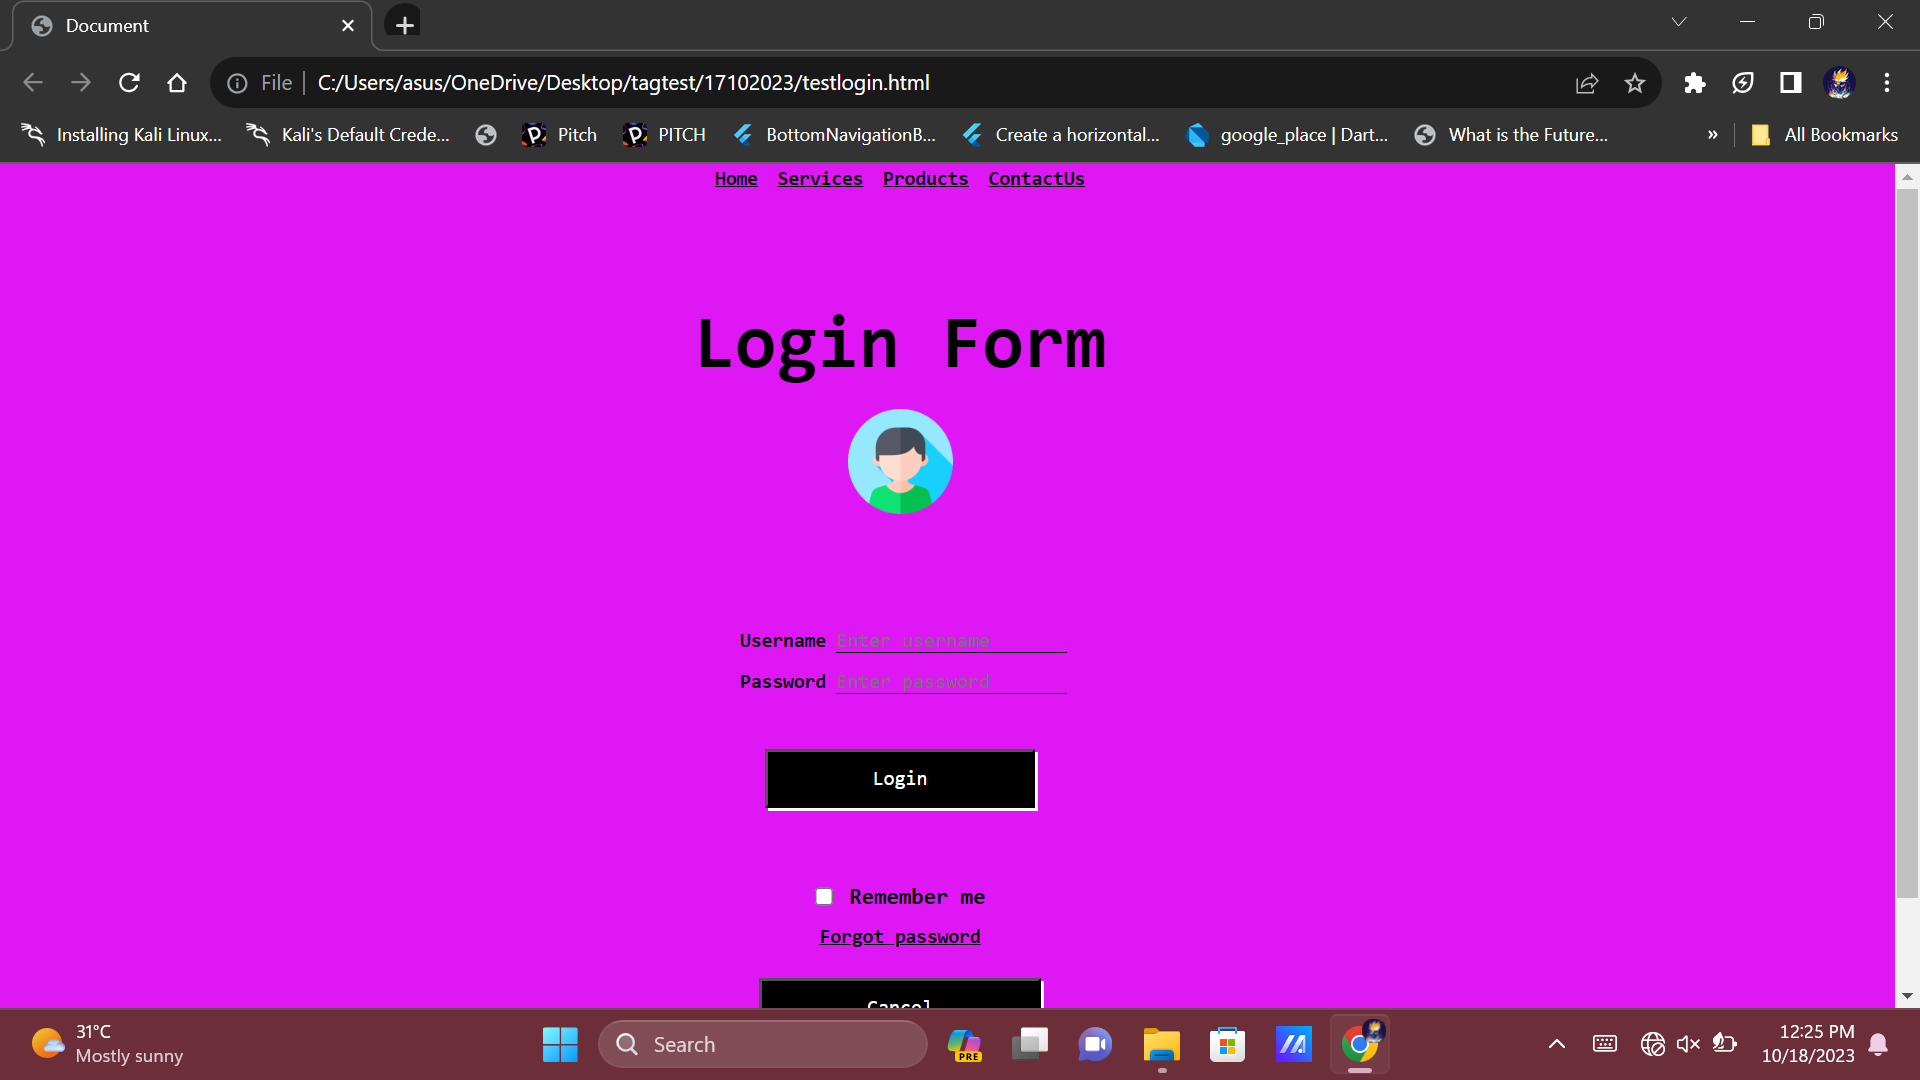 Document
File C:/Users/asus/OneDrive/Desktop/tagtest/17102023/testlogin.html
Installing Kali Linux... Kali's Default Crede... Pitch PITCH BottomNavigationB... Create a horizontal... google_place | Dart... What is the Future... » All Bookmarks
Home Services Products ContactUs
Login Form
Username Enter username
Password Enter password
Login
Remember me
Forgot password
Cancel
31°C
Mostly sunny
Search
PRE
12:25 PM
10/18/2023